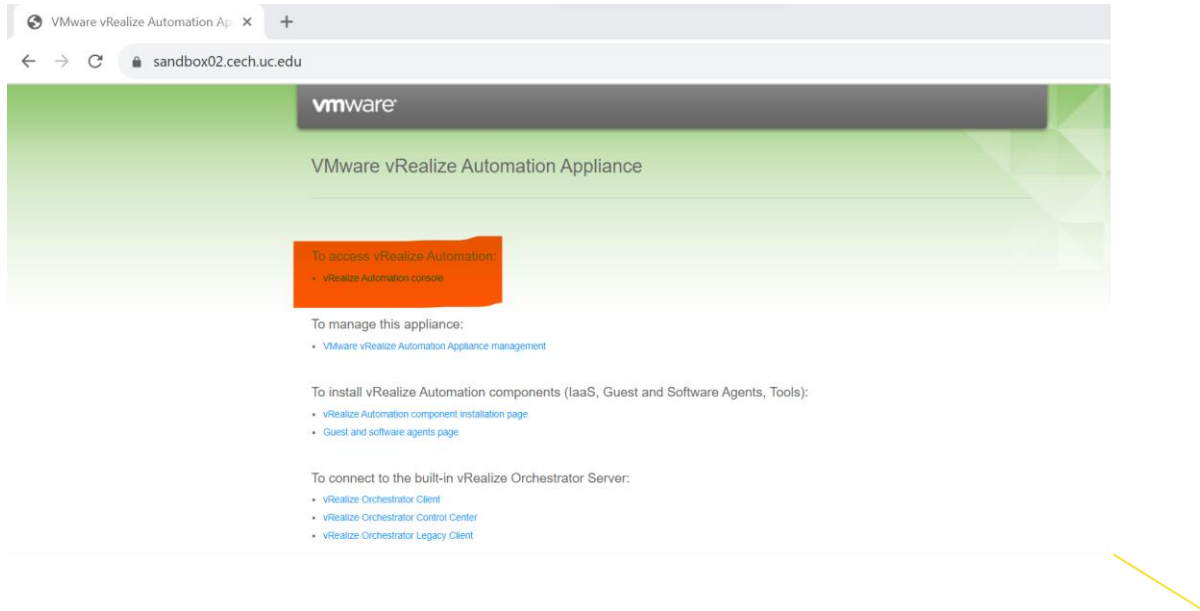 VMware vRealize Automation Ap
sandbox02.cech.uc.edu
vmware
VMware vRealize Automation Appliance
To access vRealize Automation:
• vRealize Automation console
To manage this appliance:
• VMware vRealize Automation Appliance management
To install vRealize Automation components (IaaS, Guest and Software Agents, Tools):
• vRealize Automation component installation page
• Guest and software agents page
To connect to the built-in vRealize Orchestrator Server:
• vRealize Orchestrator Client
• vRealize Orchestrator Control Center
• vRealize Orchestrator Legacy Client